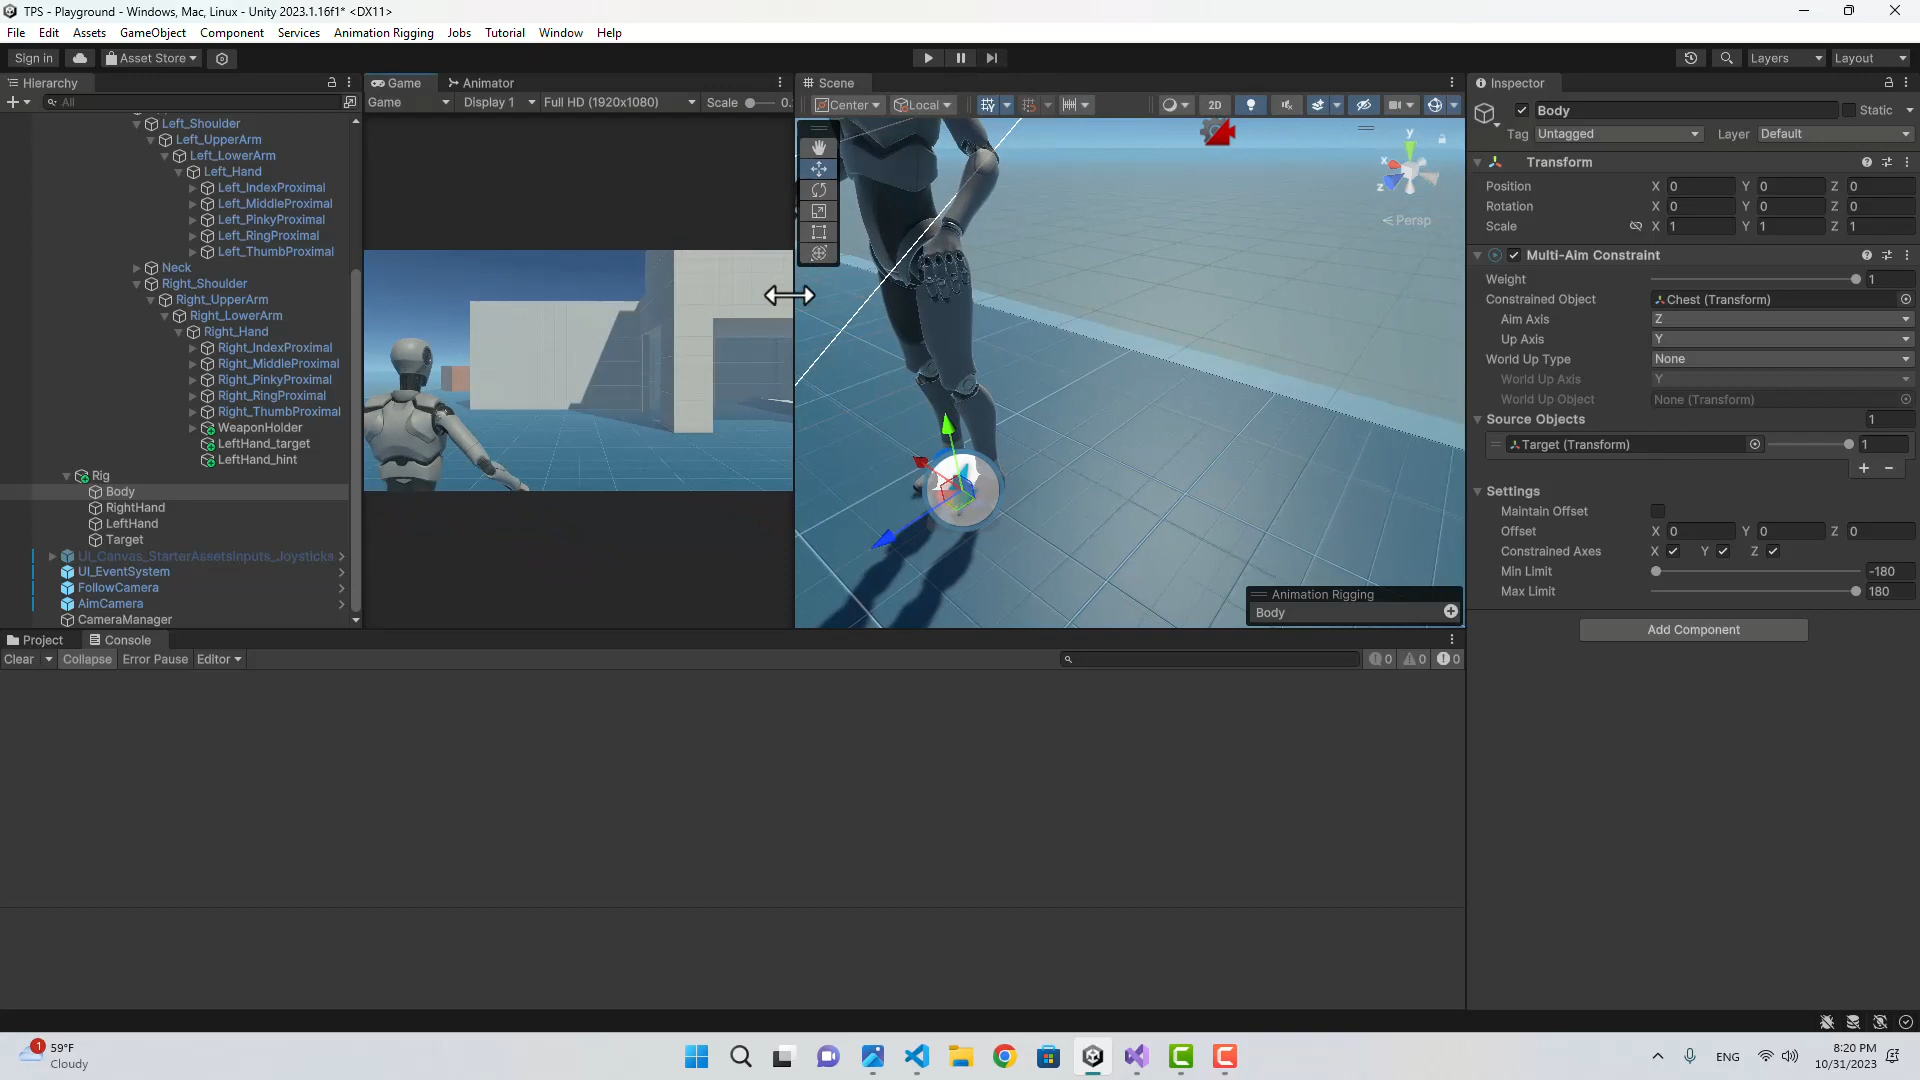 TPS - Playground - Windows, Mac, Linux - Unity 2023.1.16f1* <DX11>
File Edit Assets GameObject Component Services Animation Rigging Jobs Tutorial Window Help
Sign in Asset Store Layers Layout
Hierarchy
All
Left_Shoulder
Left_UpperArm
Left_LowerArm
Left_Hand
Left_IndexProximal
Left_MiddleProximal
Left_PinkyProximal
Left_RingProximal
Left_ThumbProximal
Neck
Right_Shoulder
Right_UpperArm
Right_LowerArm
Right_Hand
Right_IndexProximal
Right_MiddleProximal
Right_PinkyProximal
Right_RingProximal
Right_ThumbProximal
WeaponHolder
LeftHand_target
LeftHand_hint
Rig
Body
RightHand
LeftHand
Target
UI_Canvas_StarterAssetsInputs_Joysticks
UI_EventSystem
FollowCamera
AimCamera
CameraManager
Game Animator
Game Display 1 Full HD (1920x1080) Scale 0.
Scene
Center Local 2D
y
x
z
Persp
Animation Rigging
Body
Inspector
Body Static
Tag Untagged Layer Default
Transform
Position X 0 Y 0 Z 0
Rotation X 0 Y 0 Z 0
Scale X 1 Y 1 Z 1
Multi-Aim Constraint
Weight 1
Constrained Object Chest (Transform)
Aim Axis Z
Up Axis Y
World Up Type None
World Up Axis Y
World Up Object None (Transform)
Source Objects 1
Target (Transform) 1
Settings
Maintain Offset
Offset X 0 Y 0 Z 0
Constrained Axes X Y Z
Min Limit -180
Max Limit 180
Add Component
Project Console
Clear Collapse Error Pause Editor 0 0 0
1 59°F
Cloudy
ENG
8:20 PM
10/31/2023